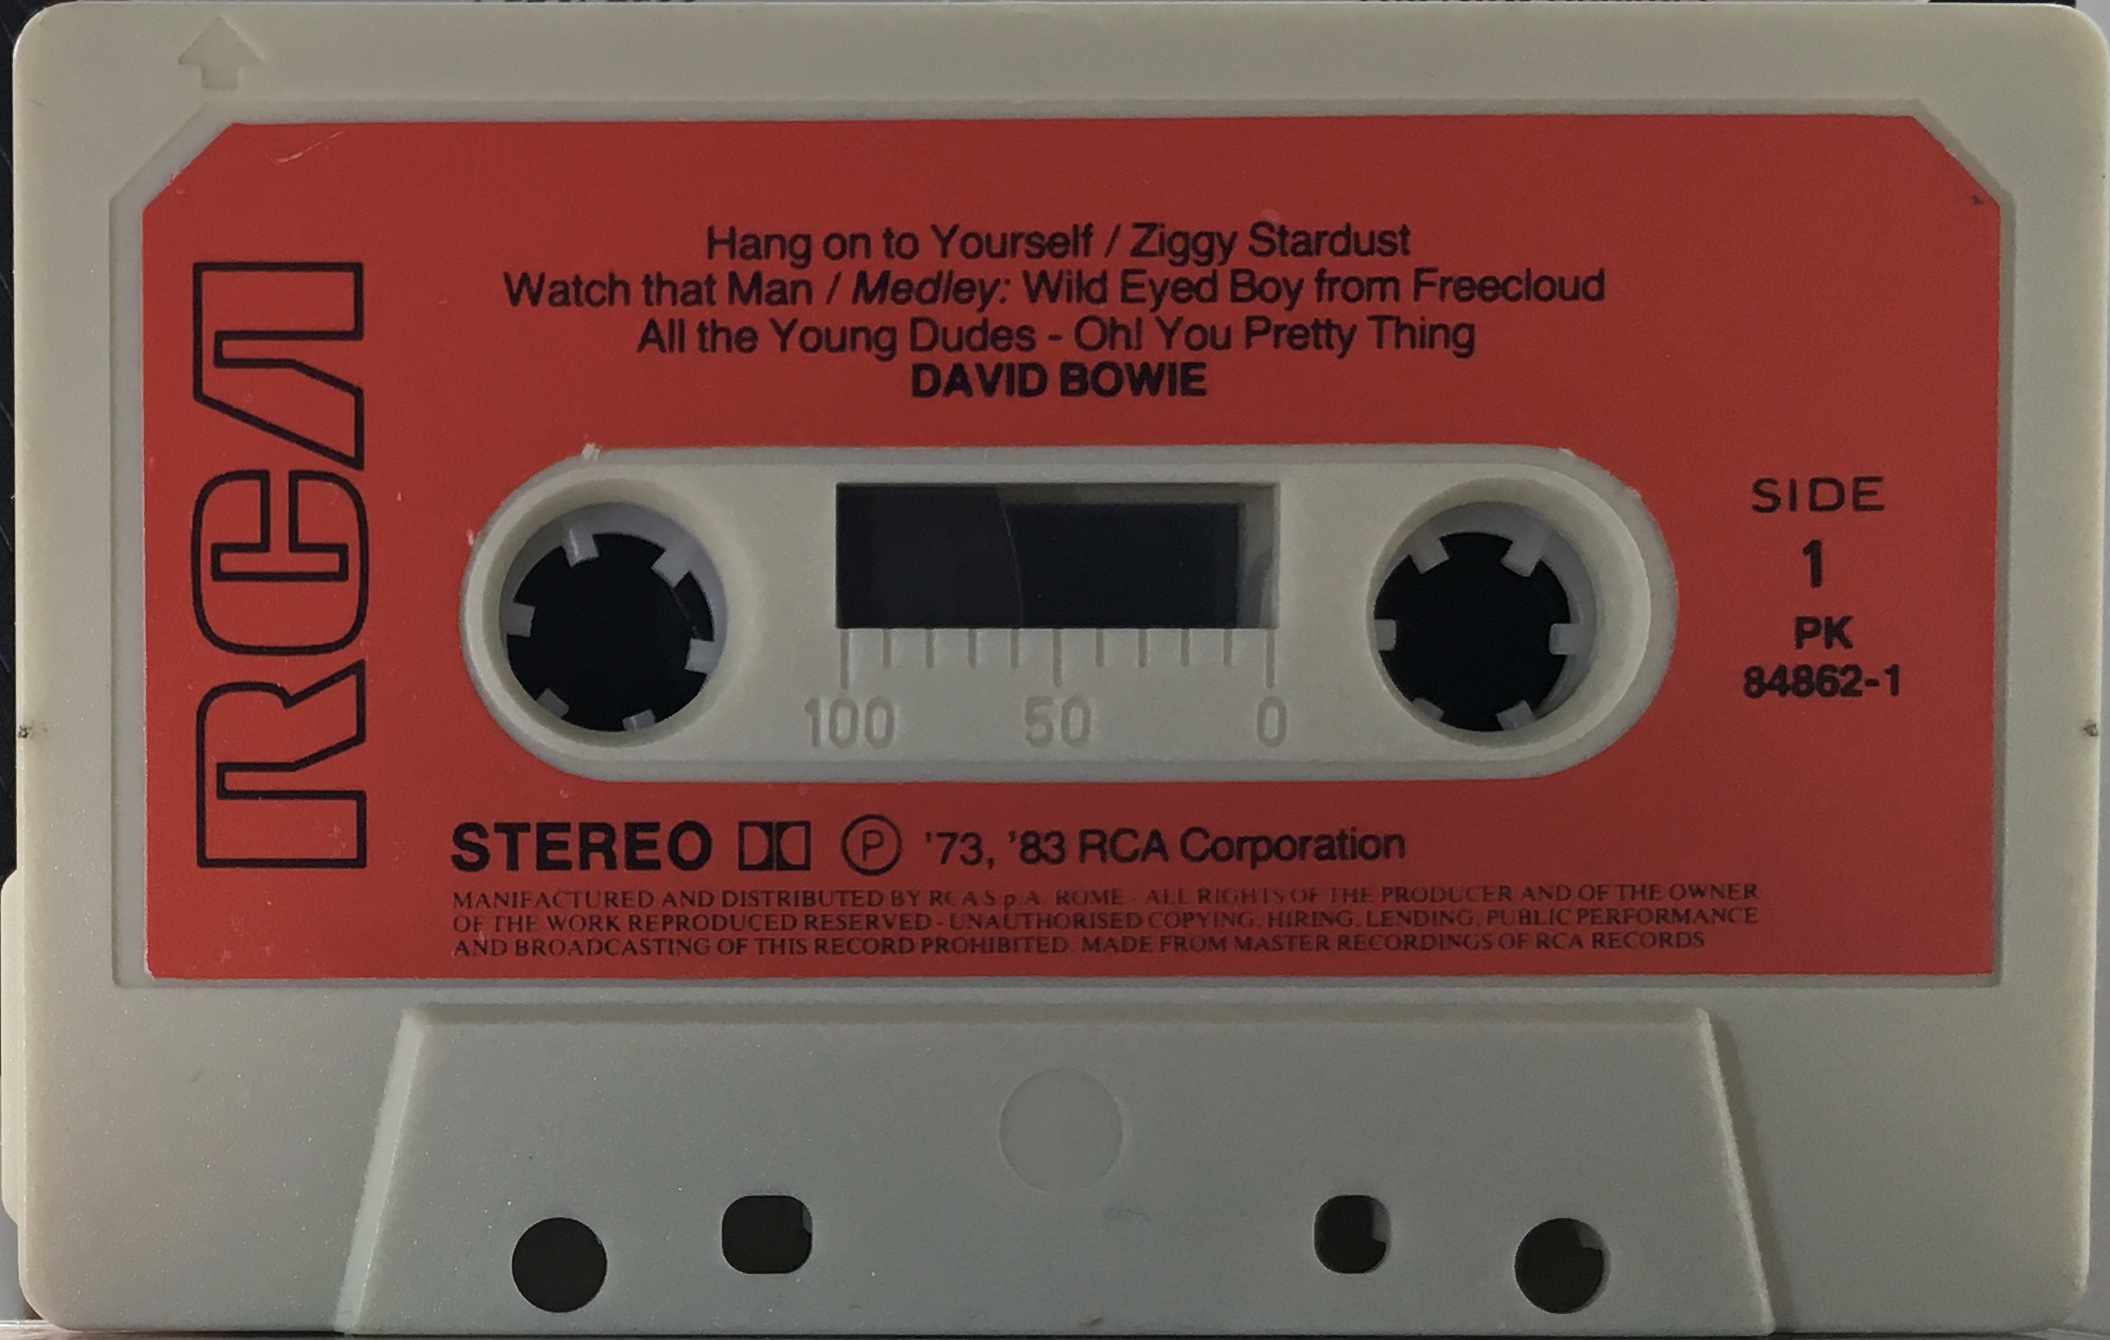 RCA
Hang on to Yourself / Ziggy Stardust
Watch that Man / Medley: Wild Eyed Boy from Freecloud
All the Young Dudes - Oh! You Pretty Thing
DAVID BOWIE
SIDE
1
PK
84862-1
100 50 0
STEREO Ⓟ '73, '83 RCA Corporation
MANIFACTURED AND DISTRIBUTED BY RCA S.p.A. ROME - ALL RIGHTS OF THE PRODUCER AND OF THE OWNER
OF THE WORK REPRODUCED RESERVED - UNAUTHORISED COPYING, HIRING, LENDING, PUBLIC PERFORMANCE
AND BROADCASTING OF THIS RECORD PROHIBITED. MADE FROM MASTER RECORDINGS OF RCA RECORDS